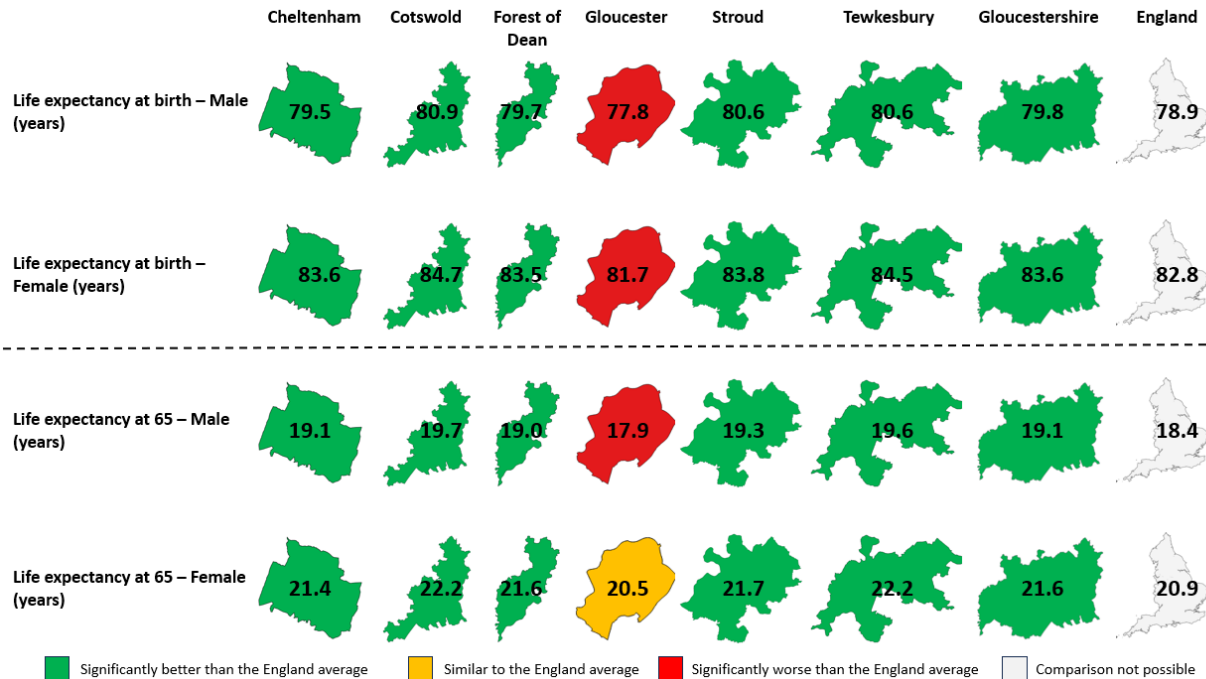 Cheltenham Cotswold Forest of Dean Gloucester Stroud Tewkesbury Gloucestershire England
Life expectancy at birth – Male
(years)
79.5 80.9 79.7 77.8 80.6 80.6 79.8 78.9
Life expectancy at birth –
Female (years)
83.6 84.7 83.5 81.7 83.8 84.5 83.6 82.8
Life expectancy at 65 – Male
(years)
19.1 19.7 19.0 17.9 19.3 19.6 19.1 18.4
Life expectancy at 65 – Female
(years)
21.4 22.2 21.6 20.5 21.7 22.2 21.6 20.9
Significantly better than the England average Similar to the England average Significantly worse than the England average Comparison not possible